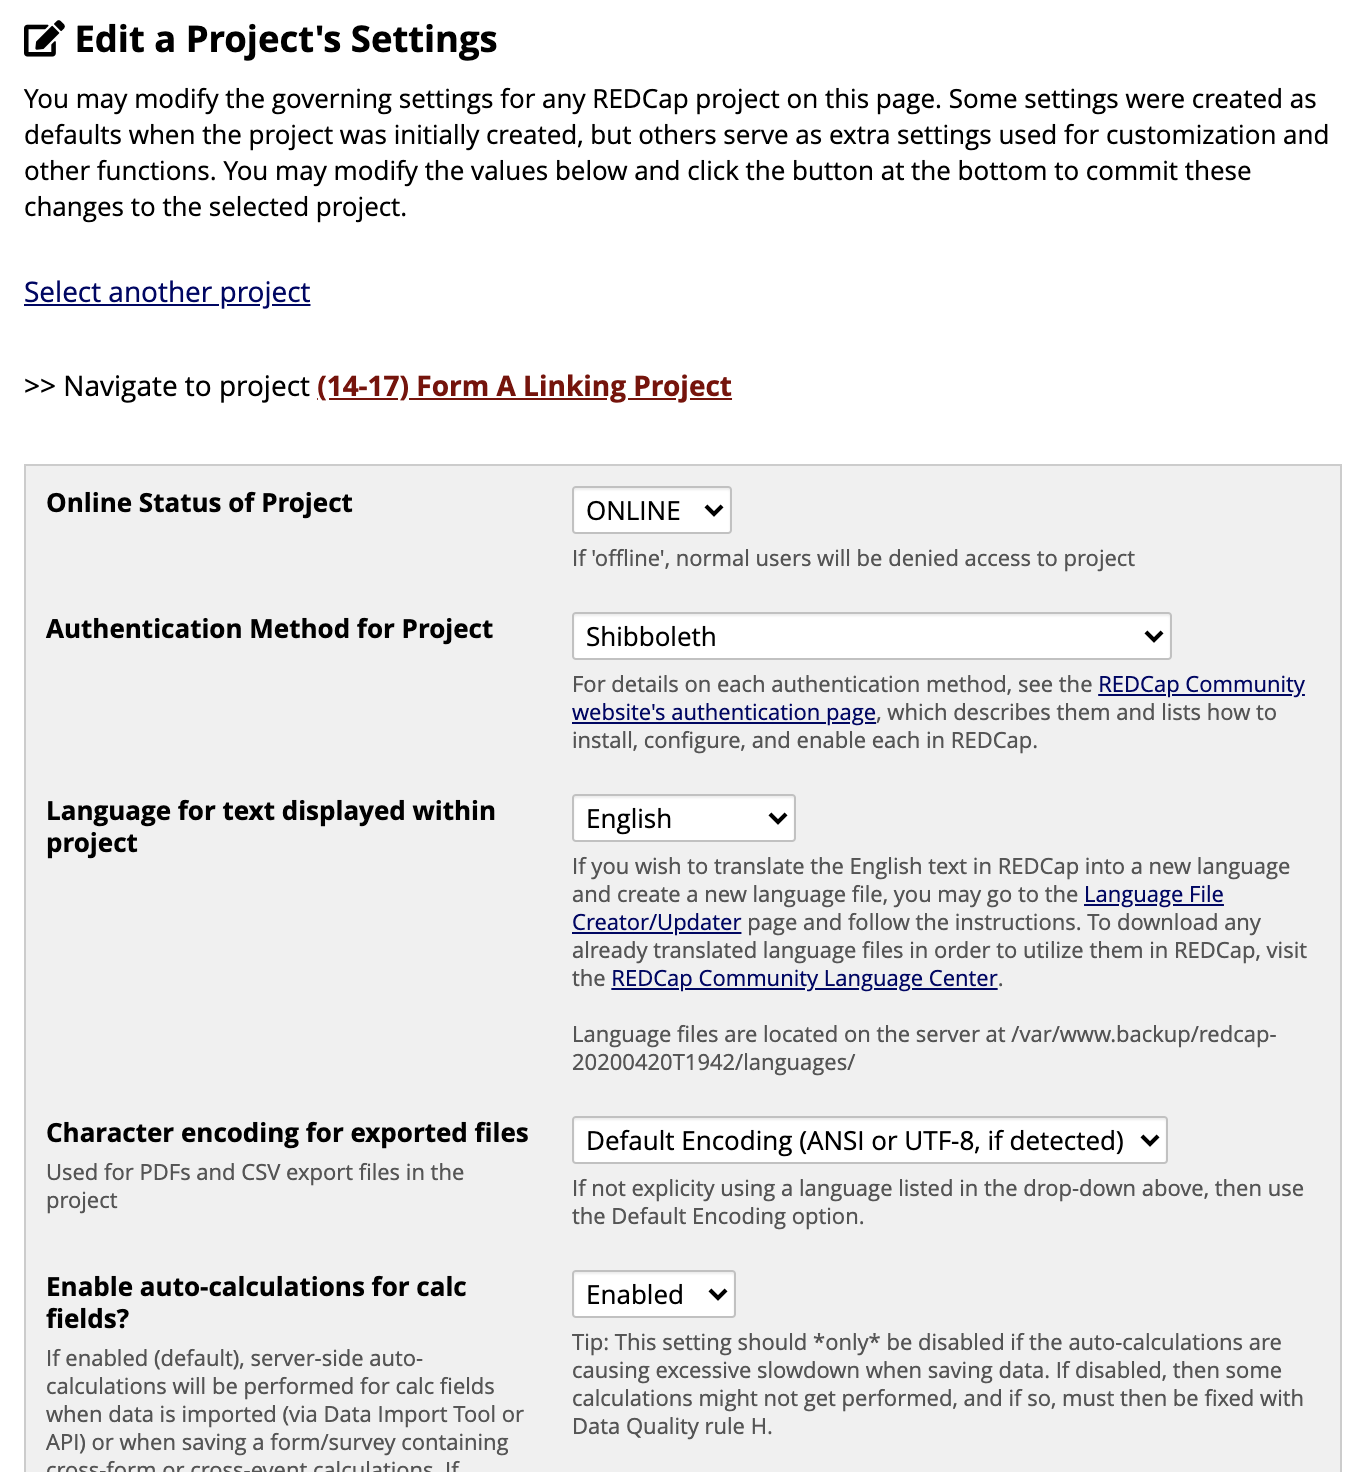 Edit a Project's Settings
You may modify the governing settings for any REDCap project on this page. Some settings were created as
defaults when the project was initially created, but others serve as extra settings used for customization and
other functions. You may modify the values below and click the button at the bottom to commit these
changes to the selected project.
Select another project
>> Navigate to project (14-17) Form A Linking Project
Online Status of Project
ONLINE
If 'offline', normal users will be denied access to project
Authentication Method for Project
Shibboleth
For details on each authentication method, see the REDCap Community
website's authentication page, which describes them and lists how to
install, configure, and enable each in REDCap.
Language for text displayed within
project
English
If you wish to translate the English text in REDCap into a new language
and create a new language file, you may go to the Language File
Creator/Updater page and follow the instructions. To download any
already translated language files in order to utilize them in REDCap, visit
the REDCap Community Language Center.
Language files are located on the server at /var/www.backup/redcap-
20200420T1942/languages/
Character encoding for exported files
Used for PDFs and CSV export files in the
project
Default Encoding (ANSI or UTF-8, if detected)
If not explicity using a language listed in the drop-down above, then use
the Default Encoding option.
Enable auto-calculations for calc
fields?
If enabled (default), server-side auto-
calculations will be performed for calc fields
when data is imported (via Data Import Tool or
API) or when saving a form/survey containing
cross-form or cross-event calculations. If
Enabled
Tip: This setting should *only* be disabled if the auto-calculations are
causing excessive slowdown when saving data. If disabled, then some
calculations might not get performed, and if so, must then be fixed with
Data Quality rule H.